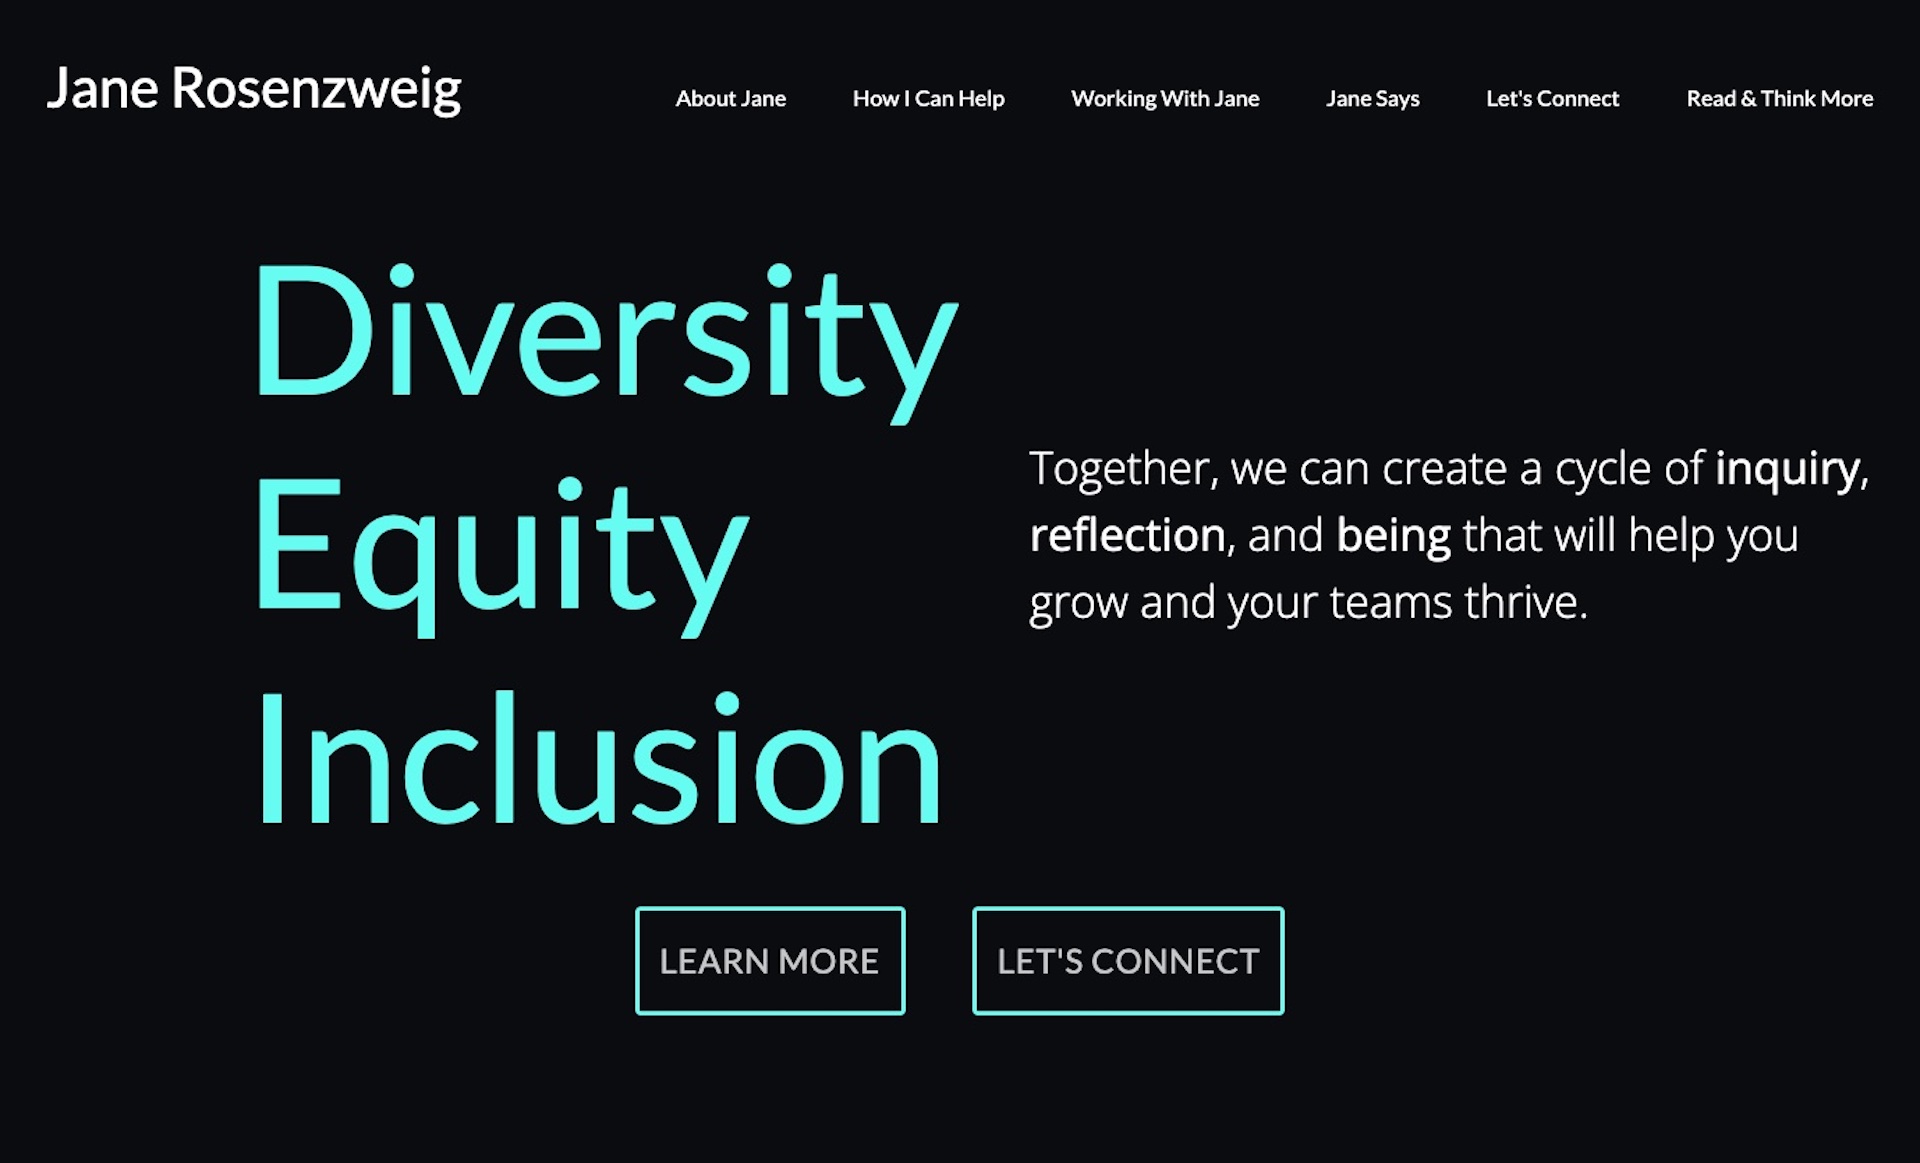 Jane Rosenzweig
About Jane
How I Can Help
Working With Jane
Jane Says
Let's Connect
Read & Think More
Diversity
Equity
Inclusion
Together, we can create a cycle of inquiry,
reflection, and being that will help you
grow and your teams thrive.
LEARN MORE
LET'S CONNECT